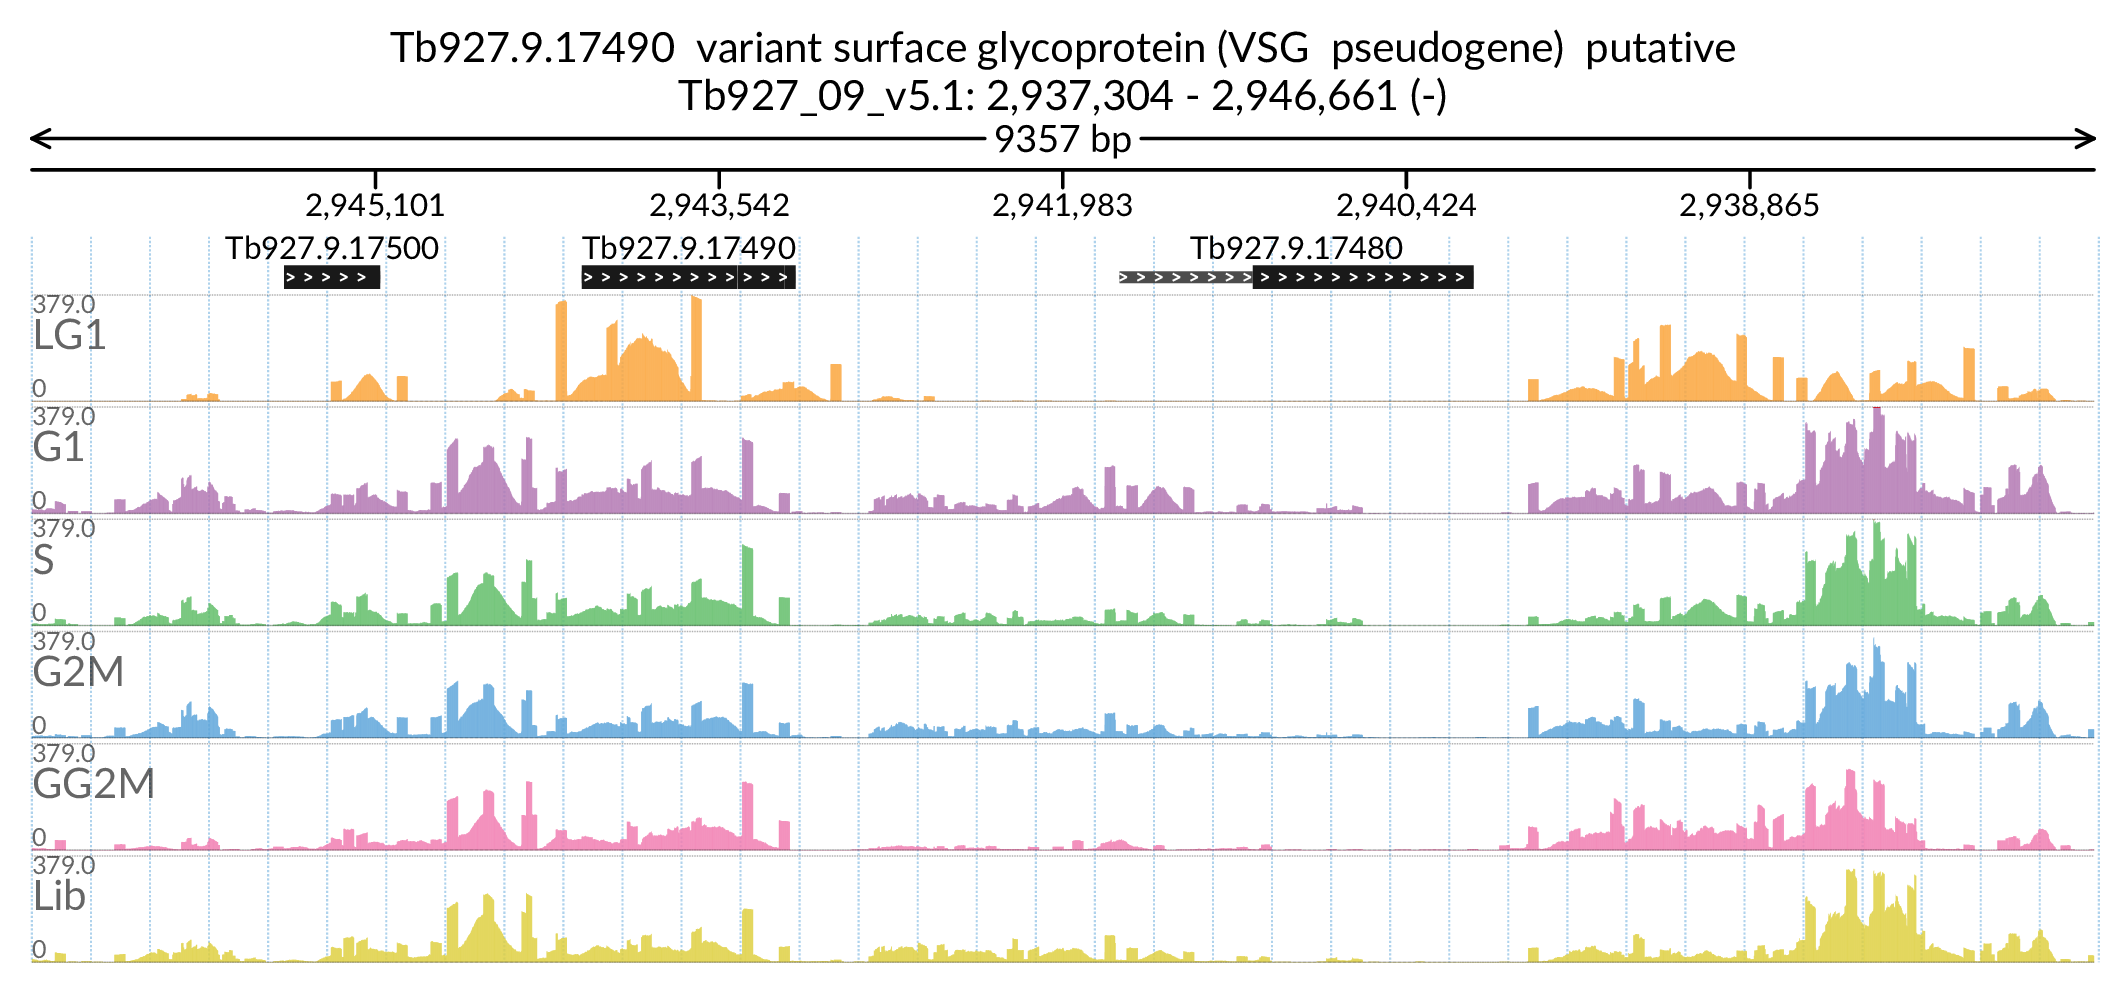 Tb927.9.17490  variant surface glycoprotein (VSG  pseudogene)  putative
Tb927_09_v5.1: 2,937,304 - 2,946,661 (-)
9357 bp
2,945,101 2,943,542 2,941,983 2,940,424 2,938,865
Tb927.9.17500 Tb927.9.17490 Tb927.9.17480
379.0
LG1
0
379.0
G1
0
379.0
S
0
379.0
G2M
0
379.0
GG2M
0
379.0
Lib
0